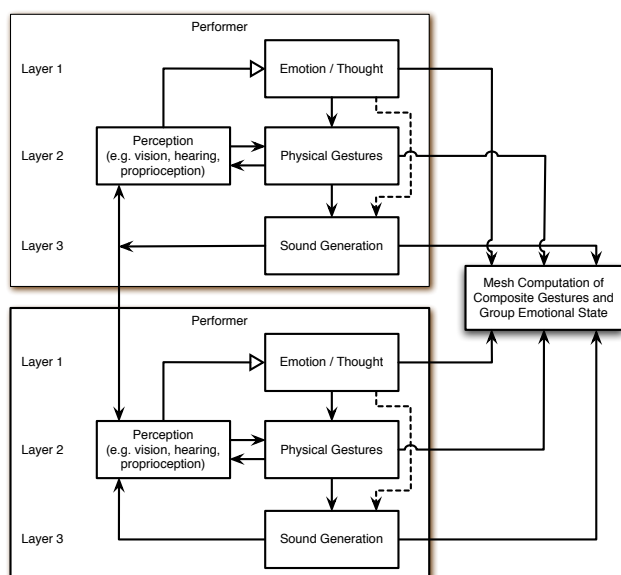 Performer
Layer 1
Emotion / Thought
Layer 2
Perception
(e.g. vision, hearing,
proprioception)
Physical Gestures
Layer 3
Sound Generation
Mesh Computation of
Composite Gestures and
Group Emotional State
Performer
Layer 1
Emotion / Thought
Layer 2
Perception
(e.g. vision, hearing,
proprioception)
Physical Gestures
Layer 3
Sound Generation